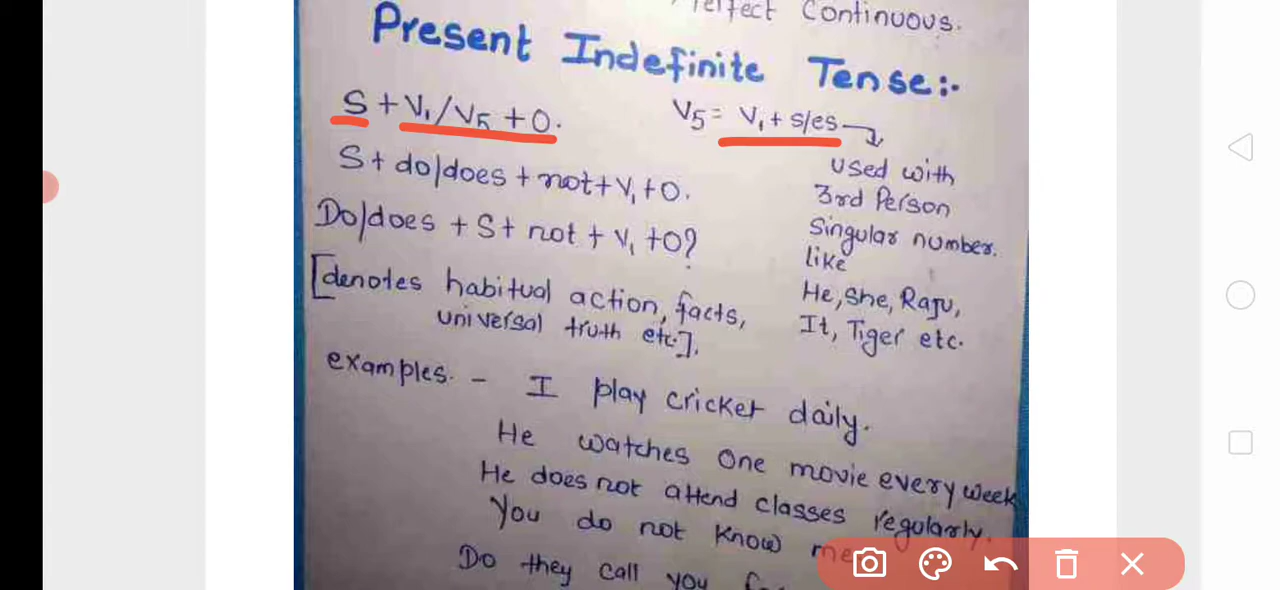 Perfect Continuous.
Present Indefinite Tense:-
S + V1/V5 + O.
V5 = V1 + s/es →
used with
3rd Person
Singular number.
like
He, She, Raju,
It, Tiger etc.
S + do/does + not + V1 + O.
Do/does + S + not + V1 + O?
[denotes habitual action, facts,
universal truth etc.].
examples. - I play cricket daily.
He watches One movie every week
He does not attend classes regularly.
You do not know me
Do they call you